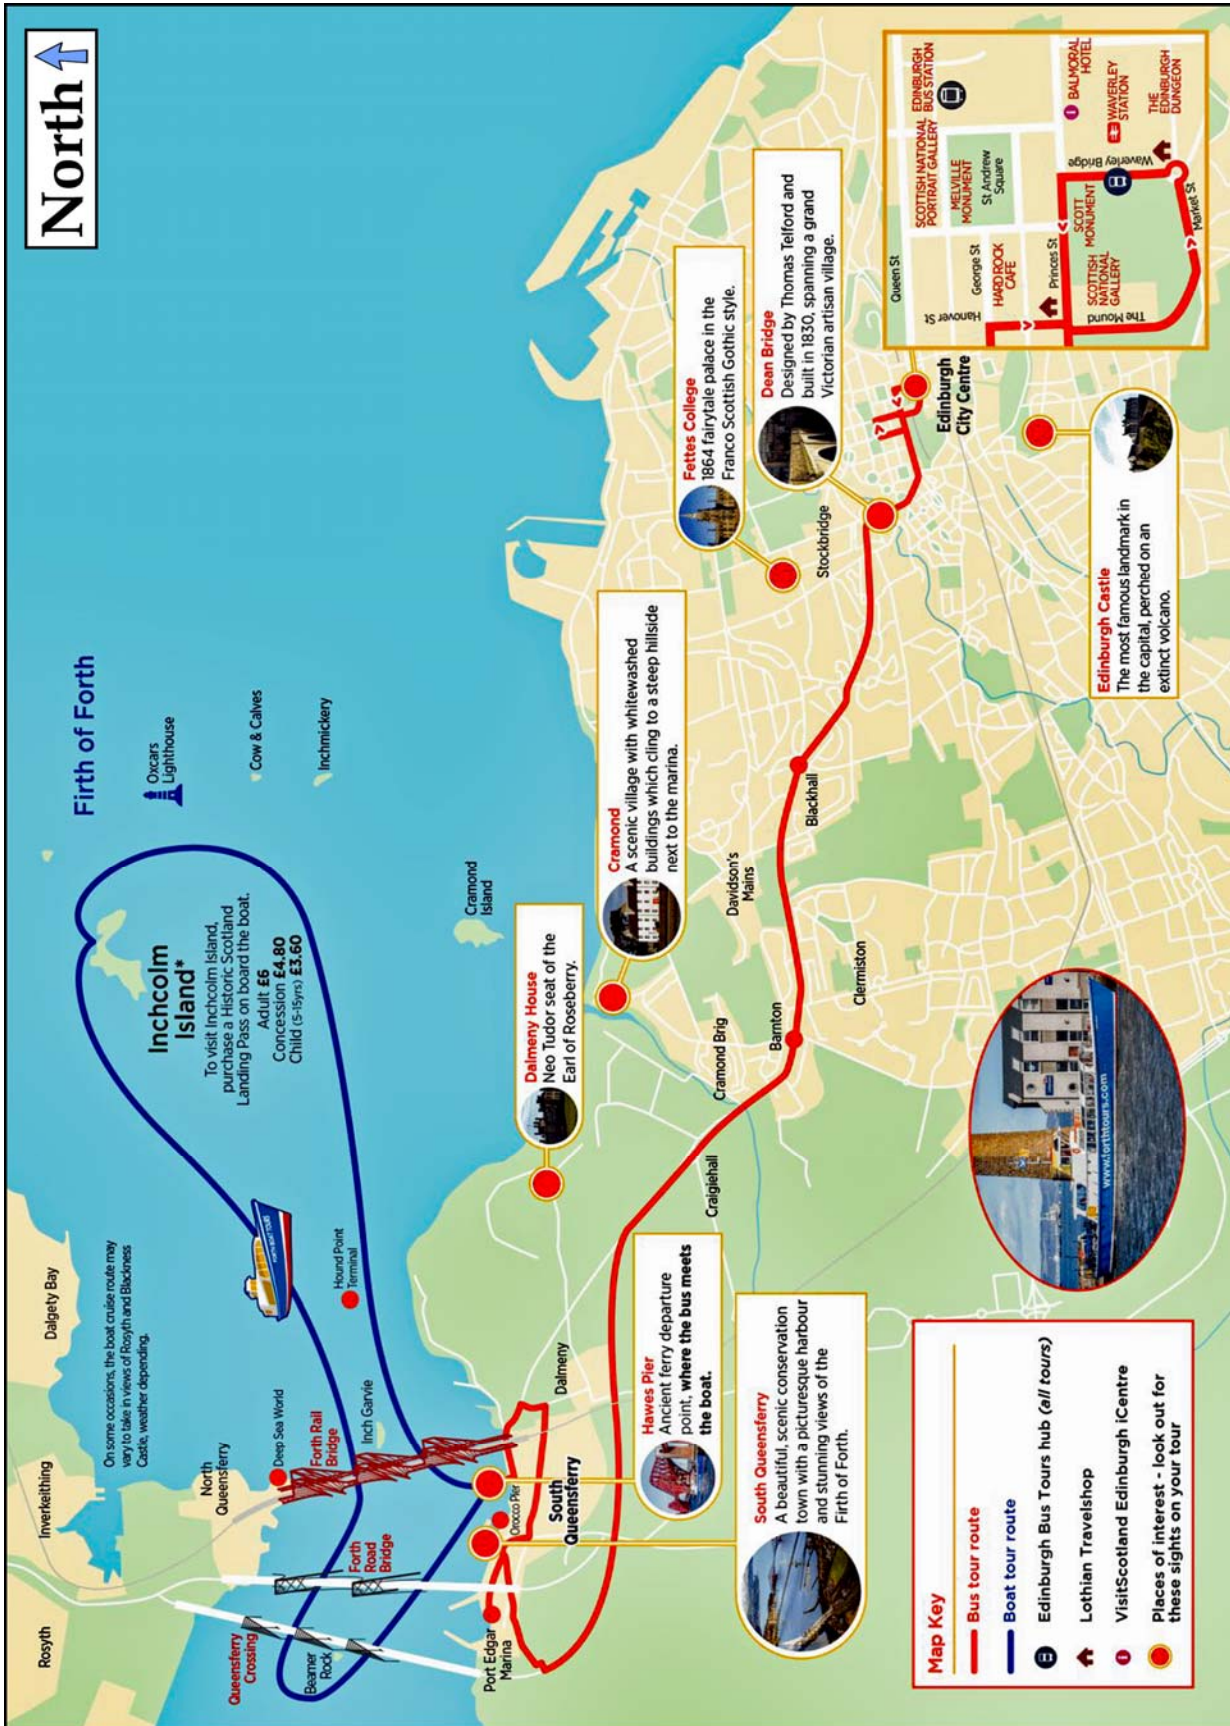 North
Firth of Forth
Rosyth
Inverkeithing
Dalgety Bay
On some occasions, the boat cruise route may
vary to take in views of Rosyth and Blackness
Castle, weather depending.
North
Queensferry
Deep Sea World
Queensferry
Crossing
Forth Rail
Bridge
Forth
Road
Bridge
Beamer
Rock
Inch Garvie
Hound Point
Terminal
FORTH BOAT TOURS
Inchcolm
Island*
To visit Inchcolm Island,
purchase a Historic Scotland
Landing Pass on board the boat.
Adult £6
Concession £4.80
Child (5-15yrs) £3.60
Oxcars
Lighthouse
Cow & Calves
Inchmickery
Cramond
Island
Port Edgar
Marina
Orocco Pier
South
Queensferry
Dalmeny
Dalmeny House
Neo Tudor seat of the
Earl of Roseberry.
Cramond
A scenic village with whitewashed
buildings which cling to a steep hillside
next to the marina.
Fettes College
1864 fairytale palace in the
Franco Scottish Gothic style.
Dean Bridge
Designed by Thomas Telford and
built in 1830, spanning a grand
Victorian artisan village.
Hawes Pier
Ancient ferry departure
point, where the bus meets
the boat.
South Queensferry
A beautiful, scenic conservation
town with a picturesque harbour
and stunning views of the
Firth of Forth.
Craigiehall
Cramond Brig
Barnton
Davidson's
Mains
Clermiston
Blackhall
Stockbridge
Edinburgh
City Centre
Edinburgh Castle
The most famous landmark in
the capital, perched on an
extinct volcano.
Queen St
SCOTTISH NATIONAL
PORTRAIT GALLERY
EDINBURGH
BUS STATION
MELVILLE
MONUMENT
St Andrew
Square
Hanover St
George St
HARD ROCK
CAFE
Princes St
BALMORAL
HOTEL
SCOTT
MONUMENT
SCOTTISH
NATIONAL
GALLERY
The Mound
Waverley Bridge
WAVERLEY
STATION
Market St
THE
EDINBURGH
DUNGEON
www.forthtours.com
Map Key
Bus tour route
Boat tour route
Edinburgh Bus Tours hub (all tours)
Lothian Travelshop
VisitScotland Edinburgh iCentre
Places of interest - look out for
these sights on your tour